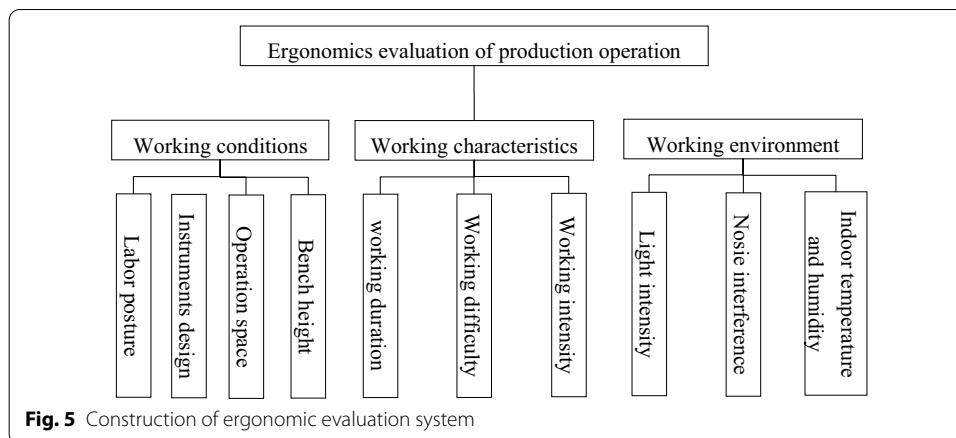 Ergonomics evaluation of production operation
Working conditions
Working characteristics
Working environment
Labor posture
Instruments design
Operation space
Bench height
working duration
Working difficulty
Working intensity
Light intensity
Nosie interference
Indoor temperature
and humidity
Fig. 5 Construction of ergonomic evaluation system